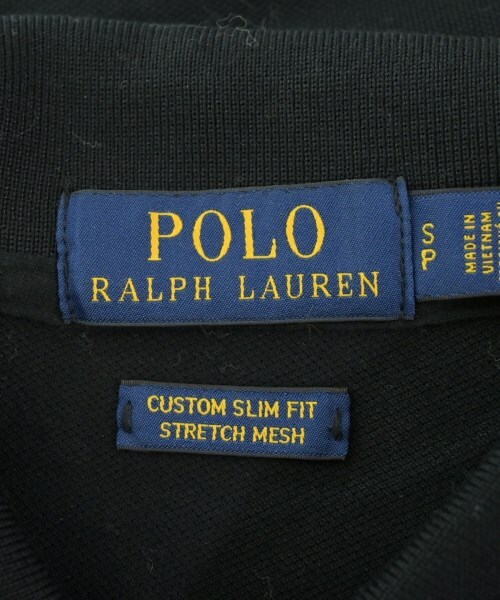 POLO
RALPH LAUREN
S
P
MADE IN
VIETNAM
CUSTOM SLIM FIT
STRETCH MESH